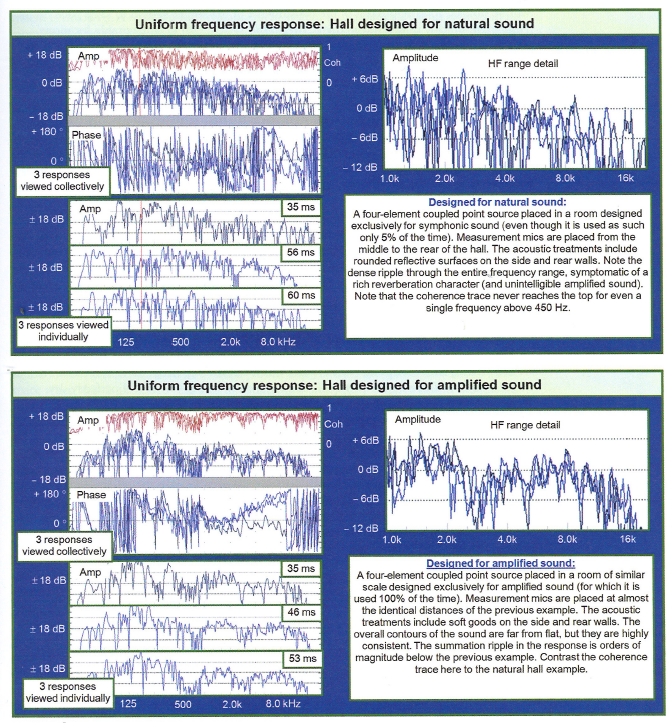 Uniform frequency response: Hall designed for natural sound
+ 18 dB
Amp
1
Coh
0 dB
0
– 18 dB
+ 180 °
Phase
0 °
3 responses
viewed collectively
Amp
35 ms
± 18 dB
56 ms
± 18 dB
60 ms
± 18 dB
3 responses viewed
individually
125 500 2.0k 8.0 kHz
Amplitude
HF range detail
+ 6dB
0 dB
– 6dB
– 12 dB
1.0k 2.0k 4.0k 8.0k 16k
Designed for natural sound:
A four-element coupled point source placed in a room designed
exclusively for symphonic sound (even though it is used as such
only 5% of the time). Measurement mics are placed from the
middle to the rear of the hall. The acoustic treatments include
rounded reflective surfaces on the side and rear walls. Note the
dense ripple through the entire frequency range, symptomatic of a
rich reverberation character (and unintelligible amplified sound).
Note that the coherence trace never reaches the top for even a
single frequency above 450 Hz.
Uniform frequency response: Hall designed for amplified sound
+ 18 dB
Amp
1
Coh
0 dB
0
– 18 dB
+ 180 °
Phase
0 °
3 responses
viewed collectively
Amp
35 ms
± 18 dB
46 ms
± 18 dB
53 ms
± 18 dB
3 responses
viewed individually
125 500 2.0k 8.0 kHz
Amplitude
HF range detail
+ 6dB
0 dB
– 6dB
– 12 dB
1.0k 2.0k 4.0k 8.0k 16k
Designed for amplified sound:
A four-element coupled point source placed in a room of similar
scale designed exclusively for amplified sound (for which it is
used 100% of the time). Measurement mics are placed at almost
the identical distances of the previous example. The acoustic
treatments include soft goods on the side and rear walls. The
overall contours of the sound are far from flat, but they are highly
consistent. The summation ripple in the response is orders of
magnitude below the previous example. Contrast the coherence
trace here to the natural hall example.